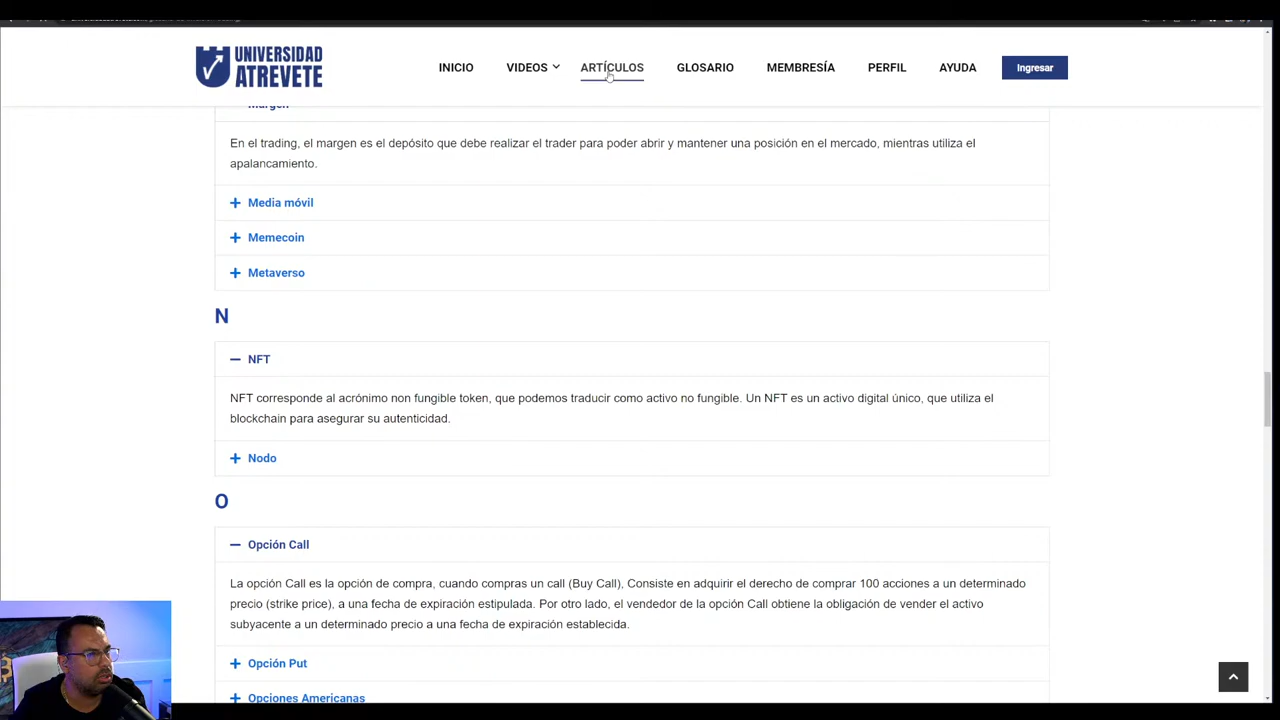 UNIVERSIDAD
ATREVETE
INICIO VIDEOS ARTÍCULOS GLOSARIO MEMBRESÍA PERFIL AYUDA Ingresar
Margen
En el trading, el margen es el depósito que debe realizar el trader para poder abrir y mantener una posición en el mercado, mientras utiliza el
apalancamiento.
+ Media móvil
+ Memecoin
+ Metaverso
N
— NFT
NFT corresponde al acrónimo non fungible token, que podemos traducir como activo no fungible. Un NFT es un activo digital único, que utiliza el
blockchain para asegurar su autenticidad.
+ Nodo
O
— Opción Call
La opción Call es la opción de compra, cuando compras un call (Buy Call), Consiste en adquirir el derecho de comprar 100 acciones a un determinado
precio (strike price), a una fecha de expiración estipulada. Por otro lado, el vendedor de la opción Call obtiene la obligación de vender el activo
subyacente a un determinado precio a una fecha de expiración establecida.
+ Opción Put
+ Opciones Americanas